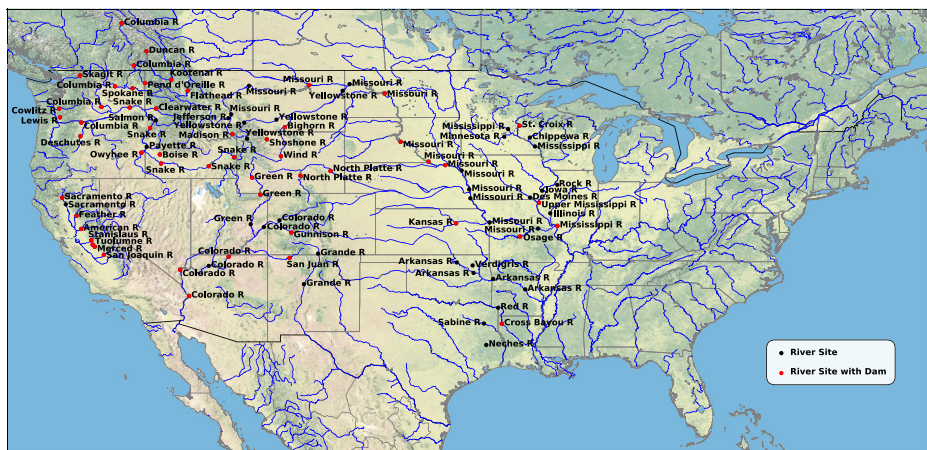 Columbia R
Duncan R
Columbia R
Skagit R
Kootenai R
Columbia R
Pend d'Oreille R
Spokane R
Flathead R
Missouri R
Missouri R
Missouri R
Yellowstone R
Missouri R
Columbia R
Snake R
Cowlitz R
Clearwater R
Missouri R
Lewis R
Salmon R
Jefferson R
Yellowstone R
Columbia R
Yellowstone R
Bighorn R
Snake R
Madison R
Yellowstone R
Deschutes R
Payette R
Shoshone R
Owyhee R
Boise R
Snake R
Wind R
Snake R
Snake R
North Platte R
Green R
North Platte R
Green R
Missouri R
Missouri R
Missouri R
Missouri R
Missouri R
Missouri R
St. Croix R
Mississippi R
Minnesota R
Chippewa R
Mississippi R
Rock R
Iowa R
Des Moines R
Upper Mississippi R
Illinois R
Mississippi R
Kansas R
Missouri R
Missouri R
Osage R
Sacramento R
Sacramento R
Feather R
American R
Stanislaus R
Tuolumne R
Merced R
San Joaquin R
Green R
Colorado R
Colorado R
Gunnison R
Colorado R
Colorado R
Colorado R
San Juan R
Grande R
Grande R
Colorado R
Arkansas R
Verdigris R
Arkansas R
Arkansas R
Arkansas R
Red R
Sabine R
Cross Bayou R
Neches R
River Site
River Site with Dam